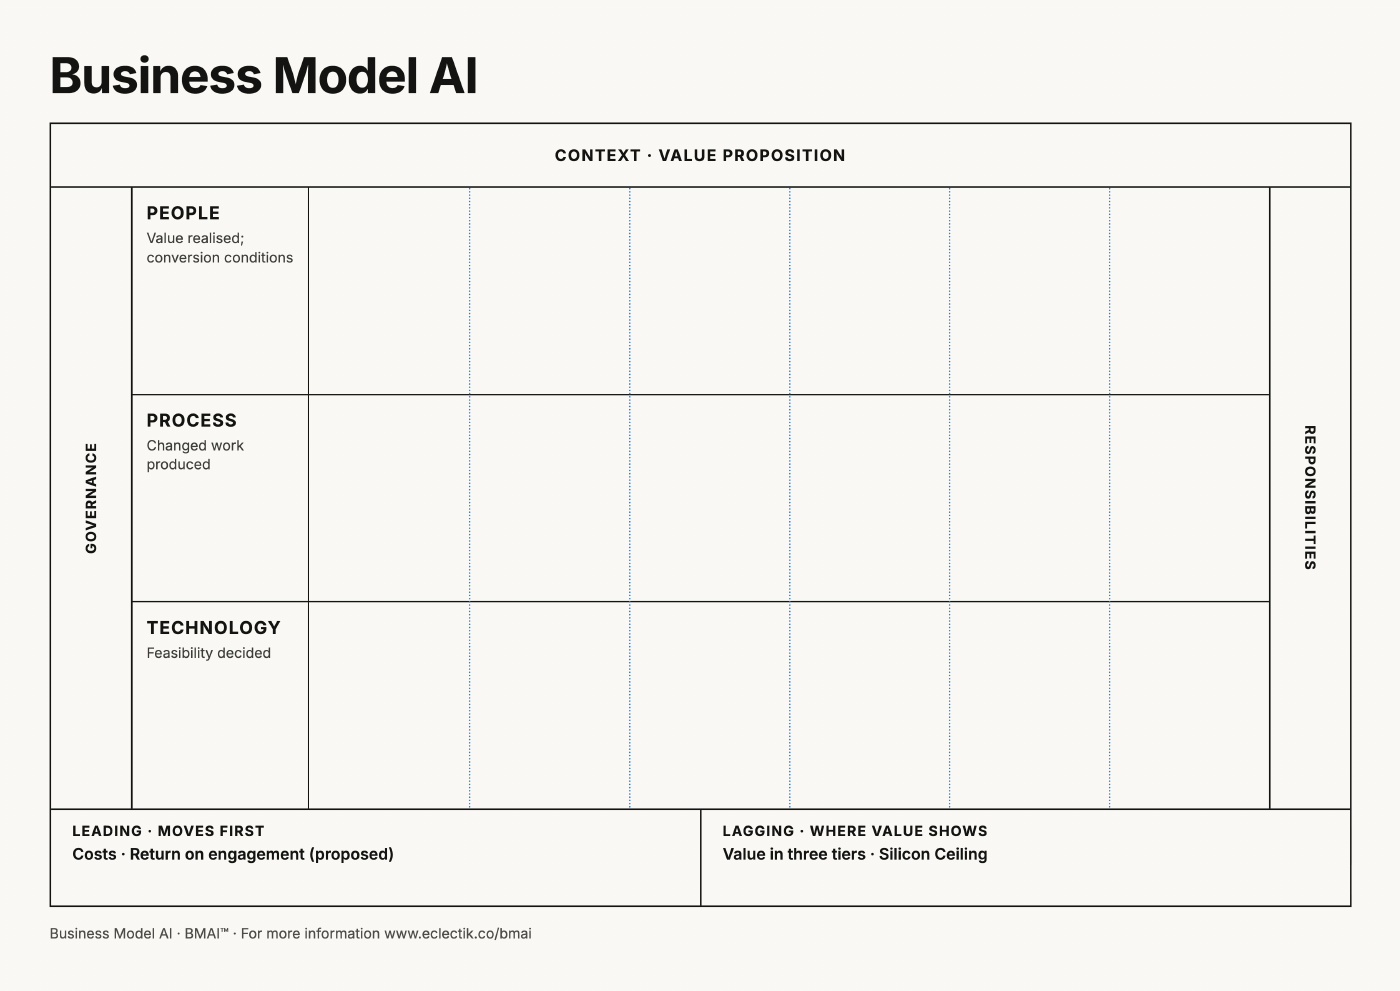 Business Model AI
CONTEXT · VALUE PROPOSITION
GOVERNANCE
PEOPLE
Value realised;
conversion conditions
PROCESS
Changed work
produced
TECHNOLOGY
Feasibility decided
RESPONSIBILITIES
LEADING · MOVES FIRST
Costs · Return on engagement (proposed)
LAGGING · WHERE VALUE SHOWS
Value in three tiers · Silicon Ceiling
Business Model AI · BMAI™ · For more information www.eclectik.co/bmai